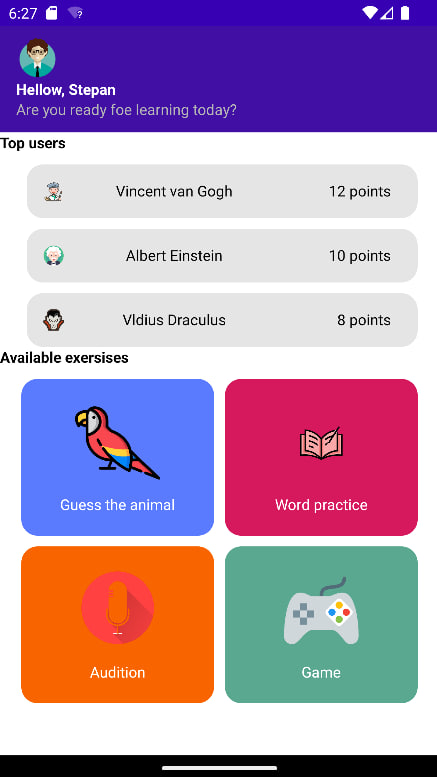 6:27
Hellow, Stepan
Are you ready foe learning today?
Top users
Vincent van Gogh 12 points
Albert Einstein 10 points
Vldius Draculus 8 points
Available exersises
Guess the animal Word practice
Audition Game